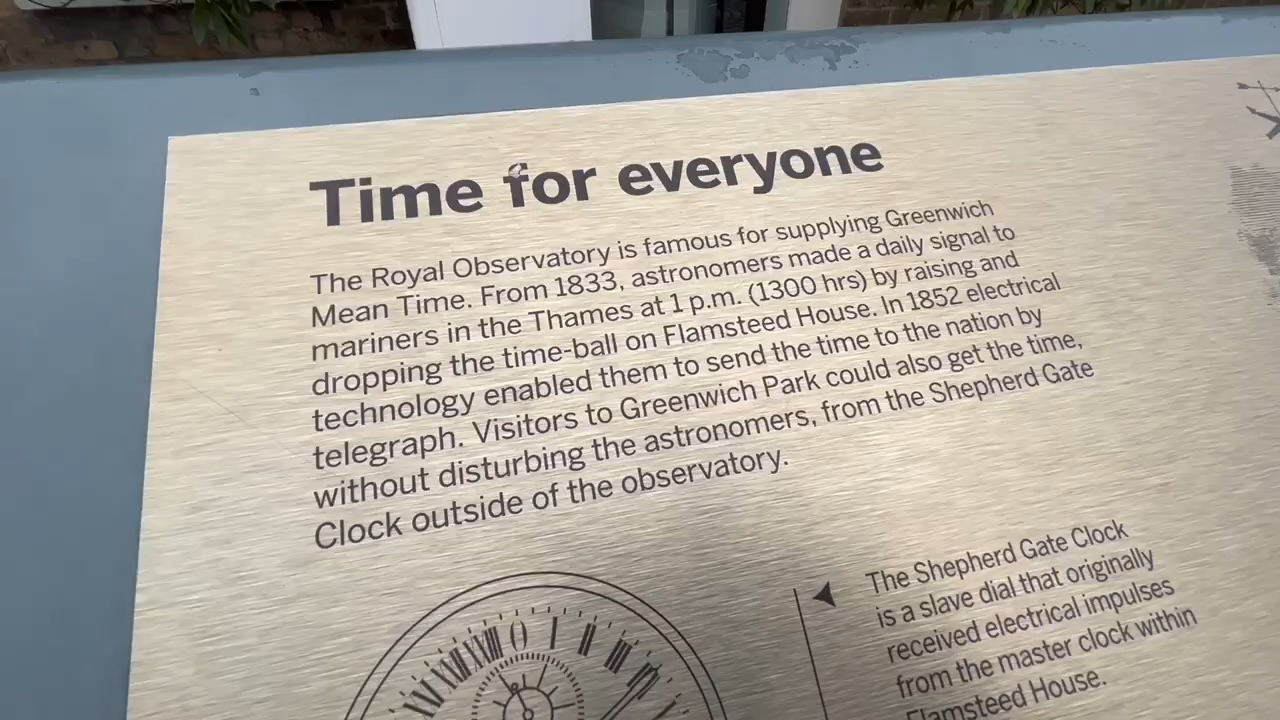 Time for everyone
The Royal Observatory is famous for supplying Greenwich
Mean Time. From 1833, astronomers made a daily signal to
mariners in the Thames at 1 p.m. (1300 hrs) by raising and
dropping the time-ball on Flamsteed House. In 1852 electrical
technology enabled them to send the time to the nation by
telegraph. Visitors to Greenwich Park could also get the time,
without disturbing the astronomers, from the Shepherd Gate
Clock outside of the observatory.
The Shepherd Gate Clock
is a slave dial that originally
received electrical impulses
from the master clock within
Flamsteed House.
0 I II III